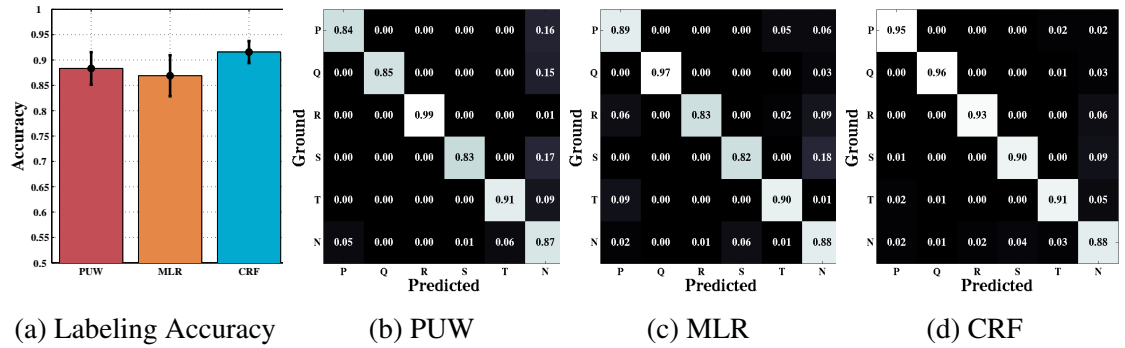 1
0.95
0.9
0.85
0.8
0.75
0.7
0.65
0.6
0.55
0.5
Accuracy
PUW MLR CRF
(a) Labeling Accuracy
Ground
P 0.84 0.00 0.00 0.00 0.00 0.16
Q 0.00 0.85 0.00 0.00 0.00 0.15
R 0.00 0.00 0.99 0.00 0.00 0.01
S 0.00 0.00 0.00 0.83 0.00 0.17
T 0.00 0.00 0.00 0.00 0.91 0.09
N 0.05 0.00 0.00 0.01 0.06 0.87
P Q R S T N
Predicted
(b) PUW
Ground
P 0.89 0.00 0.00 0.00 0.05 0.06
Q 0.00 0.97 0.00 0.00 0.00 0.03
R 0.06 0.00 0.83 0.00 0.02 0.09
S 0.00 0.00 0.00 0.82 0.00 0.18
T 0.09 0.00 0.00 0.00 0.90 0.01
N 0.02 0.00 0.01 0.06 0.01 0.88
P Q R S T N
Predicted
(c) MLR
Ground
P 0.95 0.00 0.00 0.00 0.02 0.02
Q 0.00 0.96 0.00 0.00 0.01 0.03
R 0.00 0.00 0.93 0.00 0.00 0.06
S 0.01 0.00 0.00 0.90 0.00 0.09
T 0.02 0.01 0.00 0.00 0.91 0.05
N 0.02 0.01 0.02 0.04 0.03 0.88
P Q R S T N
Predicted
(d) CRF